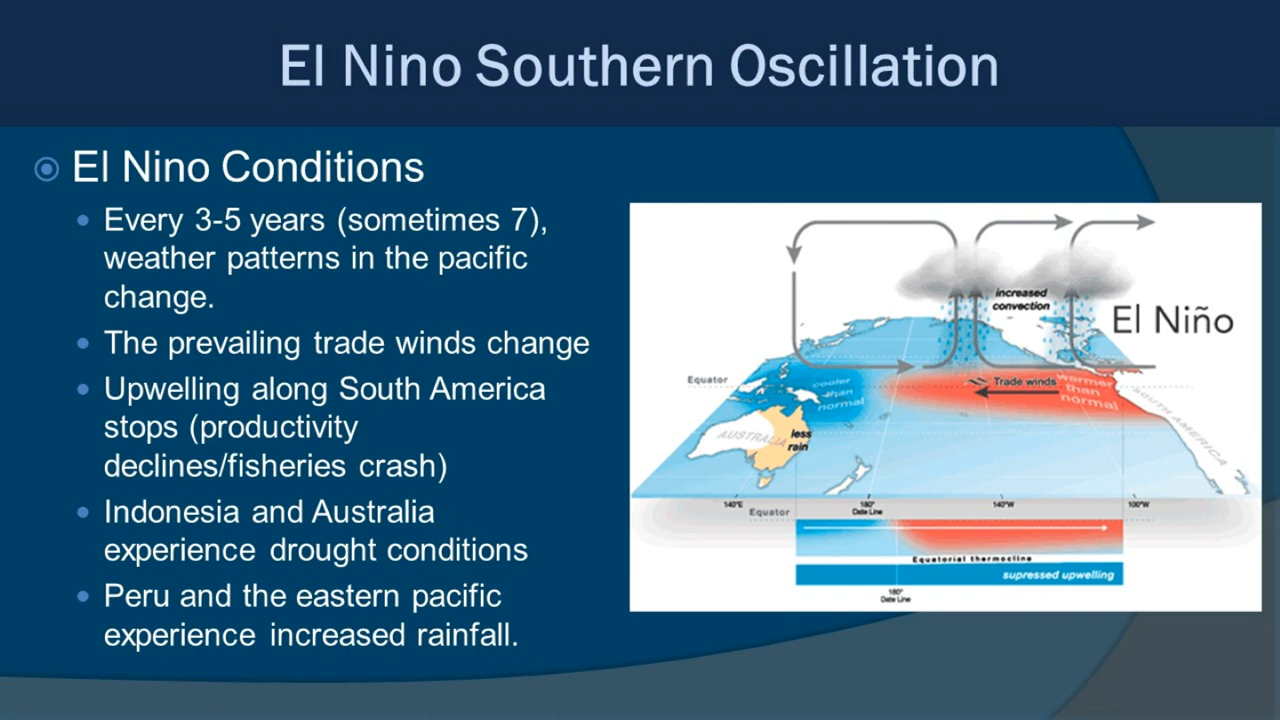 El Nino Southern Oscillation
El Nino Conditions
Every 3-5 years (sometimes 7),
weather patterns in the pacific
change.
The prevailing trade winds change
Upwelling along South America
stops (productivity
declines/fisheries crash)
Indonesia and Australia
experience drought conditions
Peru and the eastern pacific
experience increased rainfall.
increased
convection
El Niño
Equator
cooler
than
normal
Trade winds
warmer
than
normal
AUSTRALIA
less
rain
SOUTH AMERICA
140°E
180°
Date Line
140°W
100°W
Equator
Equatorial thermocline
supressed upwelling
180°
Date Line